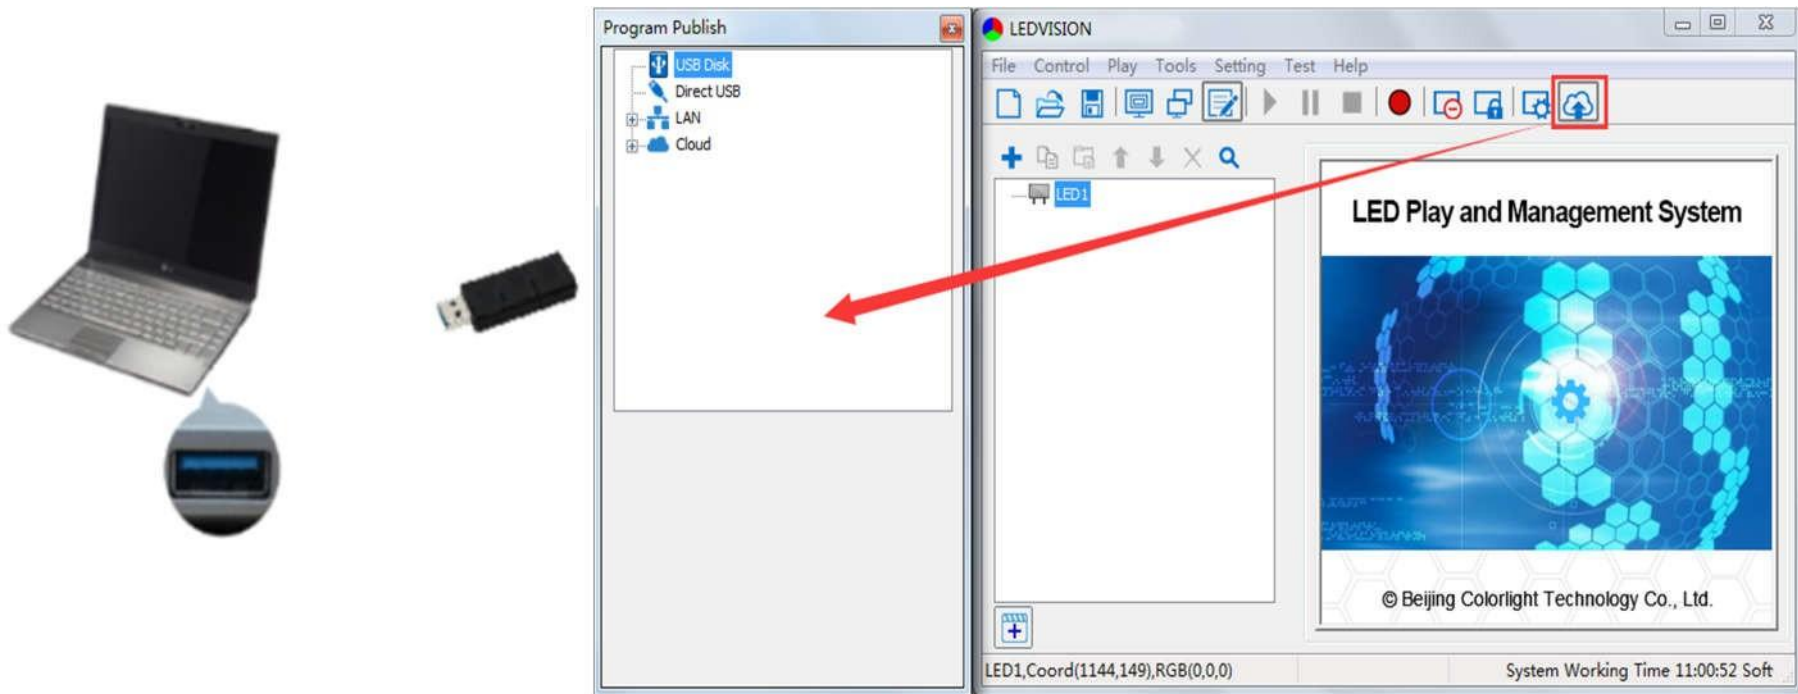 Program Publish
USB Disk
Direct USB
LAN
Cloud
LEDVISION
File Control Play Tools Setting Test Help
LED1
LED Play and Management System
© Beijing Colorlight Technology Co., Ltd.
LED1,Coord(1144,149),RGB(0,0,0)
System Working Time 11:00:52 Soft